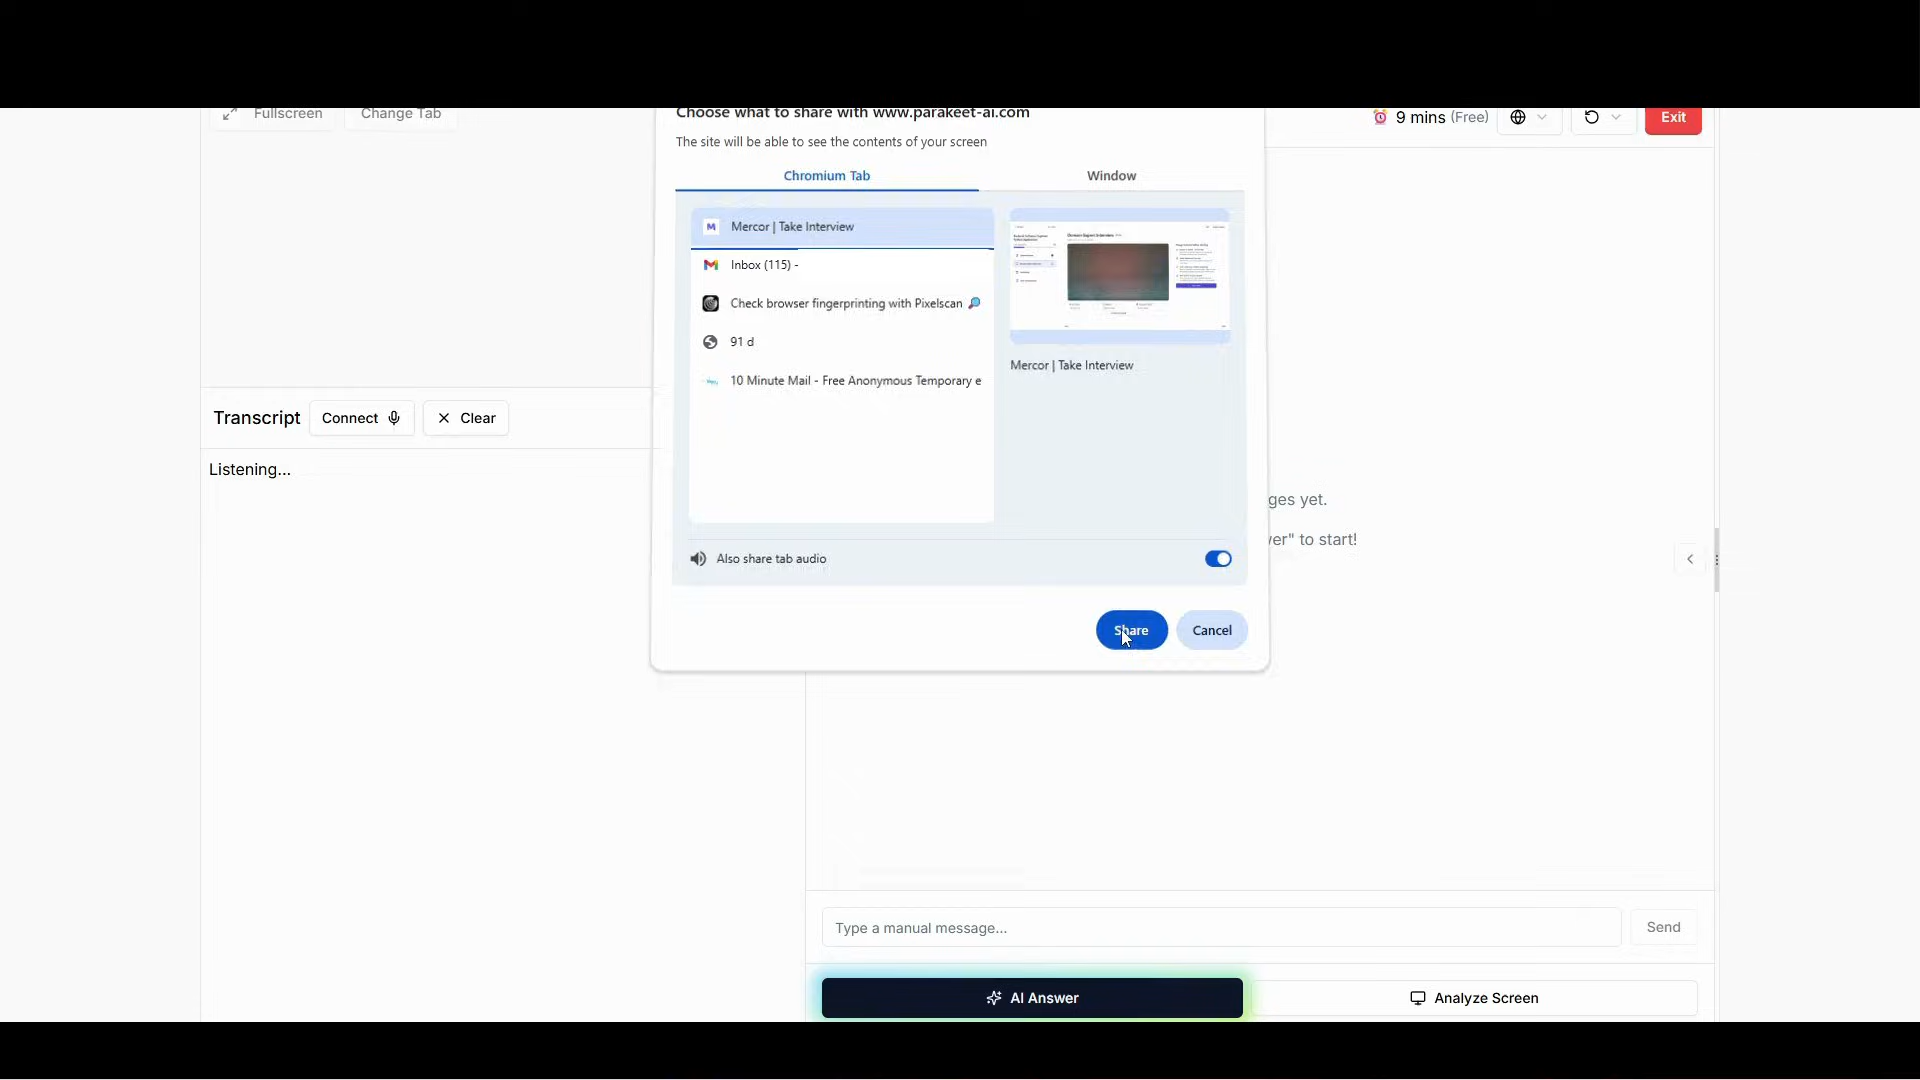 Fullscreen
Change Tab
Choose what to share with www.parakeet-ai.com
9 mins (Free)
Exit
The site will be able to see the contents of your screen
Chromium Tab
Window
Mercor | Take Interview
Inbox (115) -
Check browser fingerprinting with Pixelscan
91 d
10 Minute Mail - Free Anonymous Temporary e
Mercor | Take Interview
Transcript
Connect
Clear
Listening...
ges yet.
er" to start!
Also share tab audio
Share
Cancel
Type a manual message...
Send
AI Answer
Analyze Screen